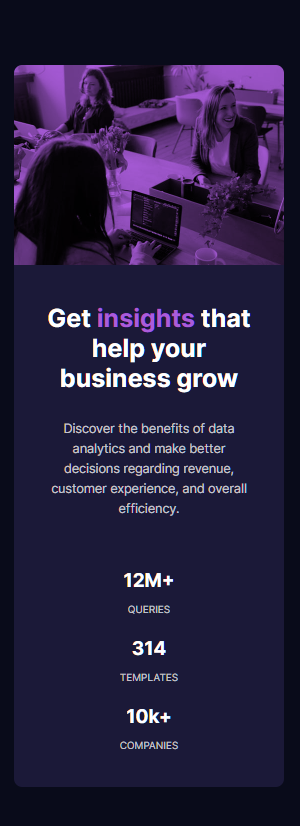 Get insights that
help your
business grow
Discover the benefits of data
analytics and make better
decisions regarding revenue,
customer experience, and overall
efficiency.
12M+
QUERIES
314
TEMPLATES
10k+
COMPANIES